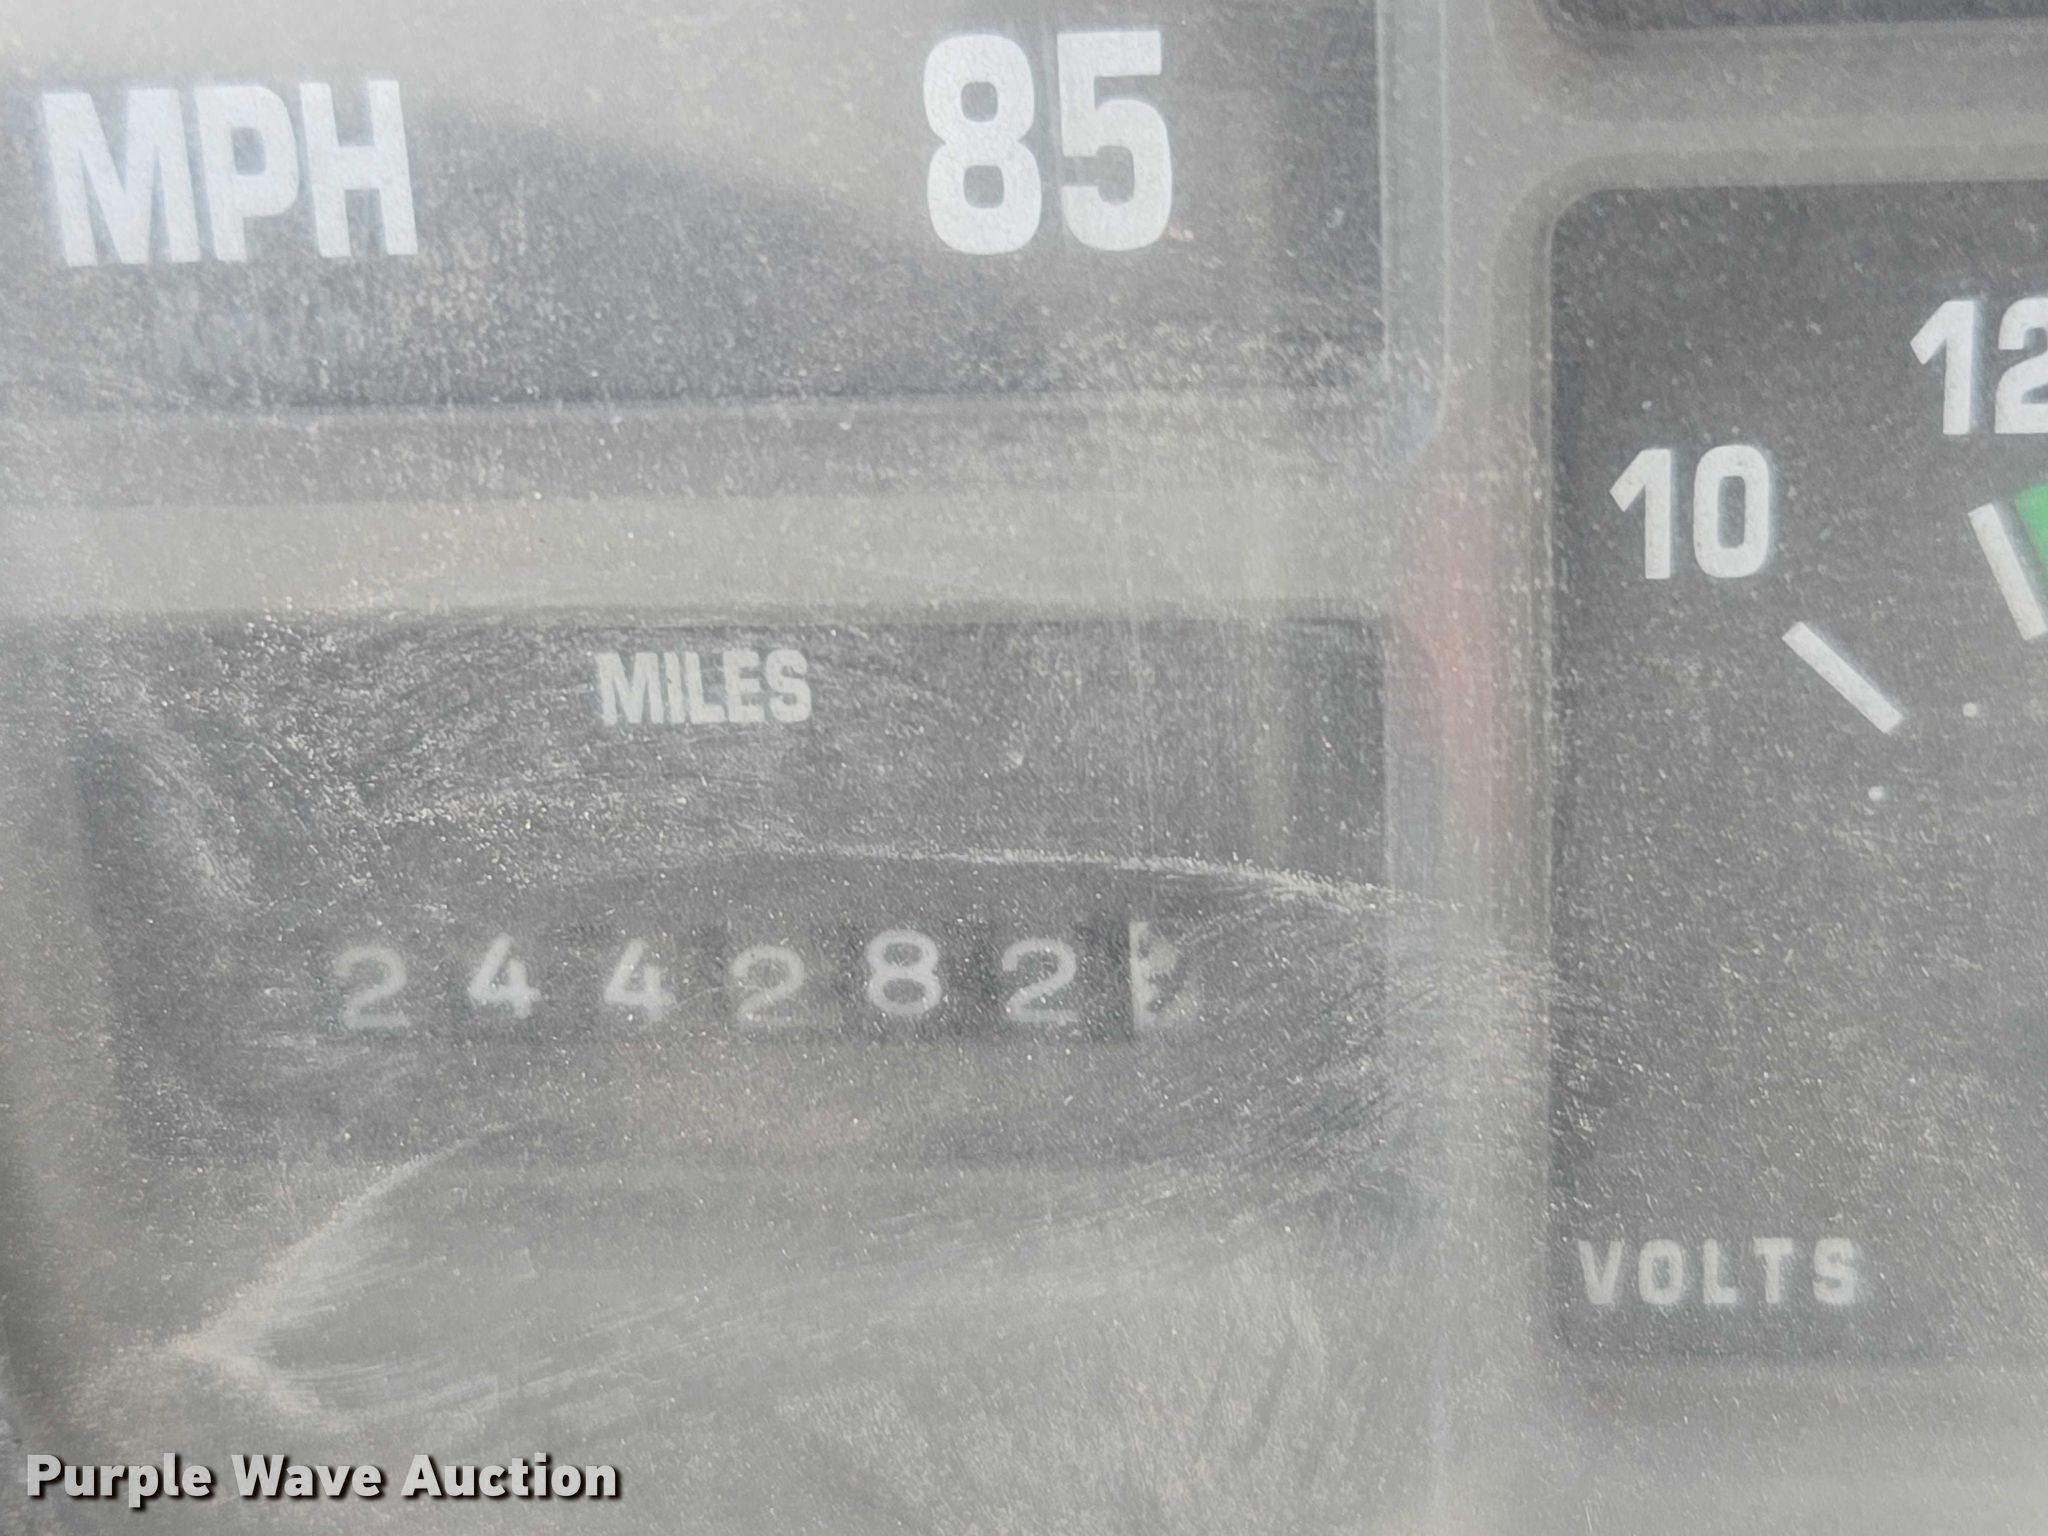 MPH 85
12
10
MILES
244282
VOLTS
Purple Wave Auction